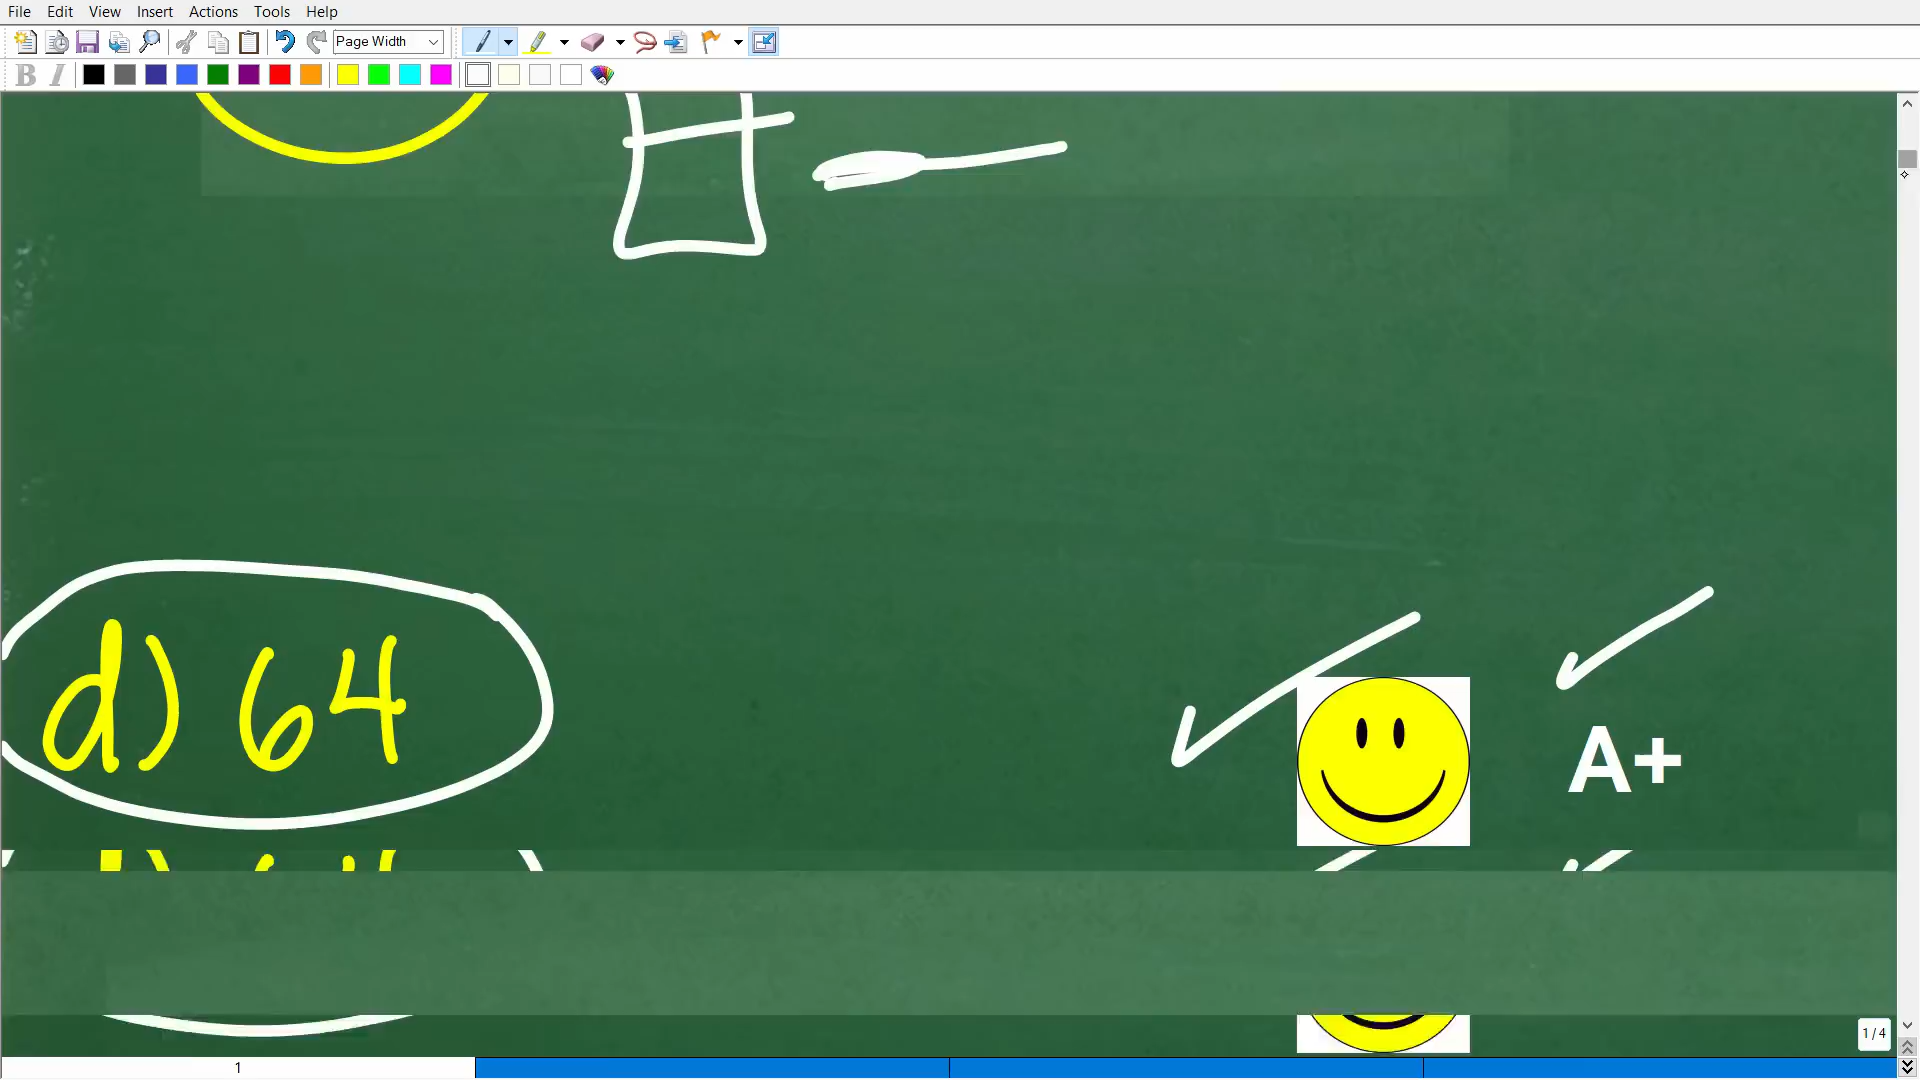 File Edit View Insert Actions Tools Help
Page Width
B I
d) 64
A+
1 / 4
1